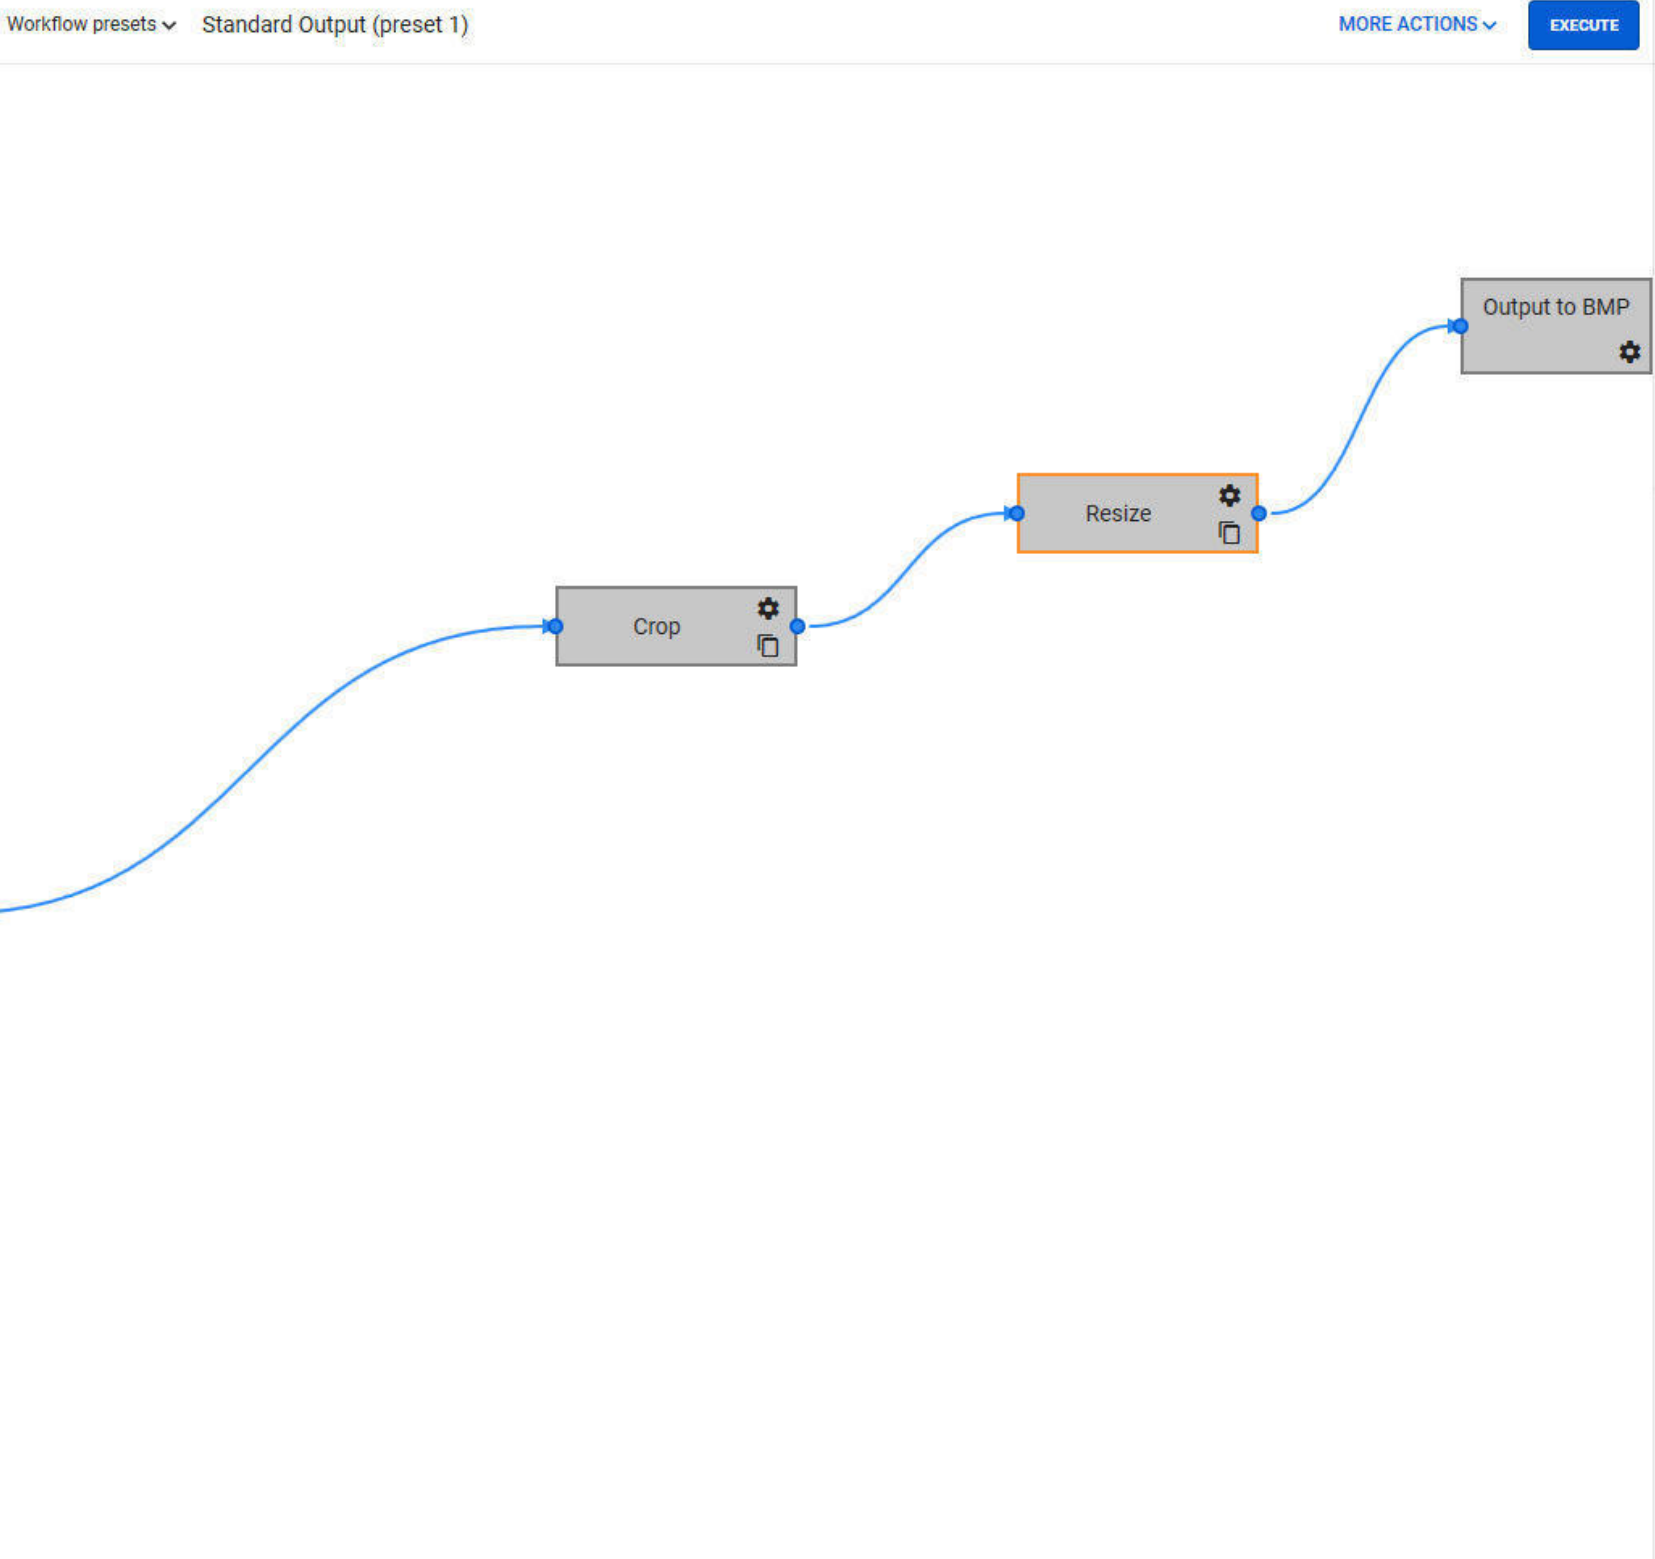 Workflow presets
Standard Output (preset 1)
MORE ACTIONS
EXECUTE
Output to BMP
Resize
Crop